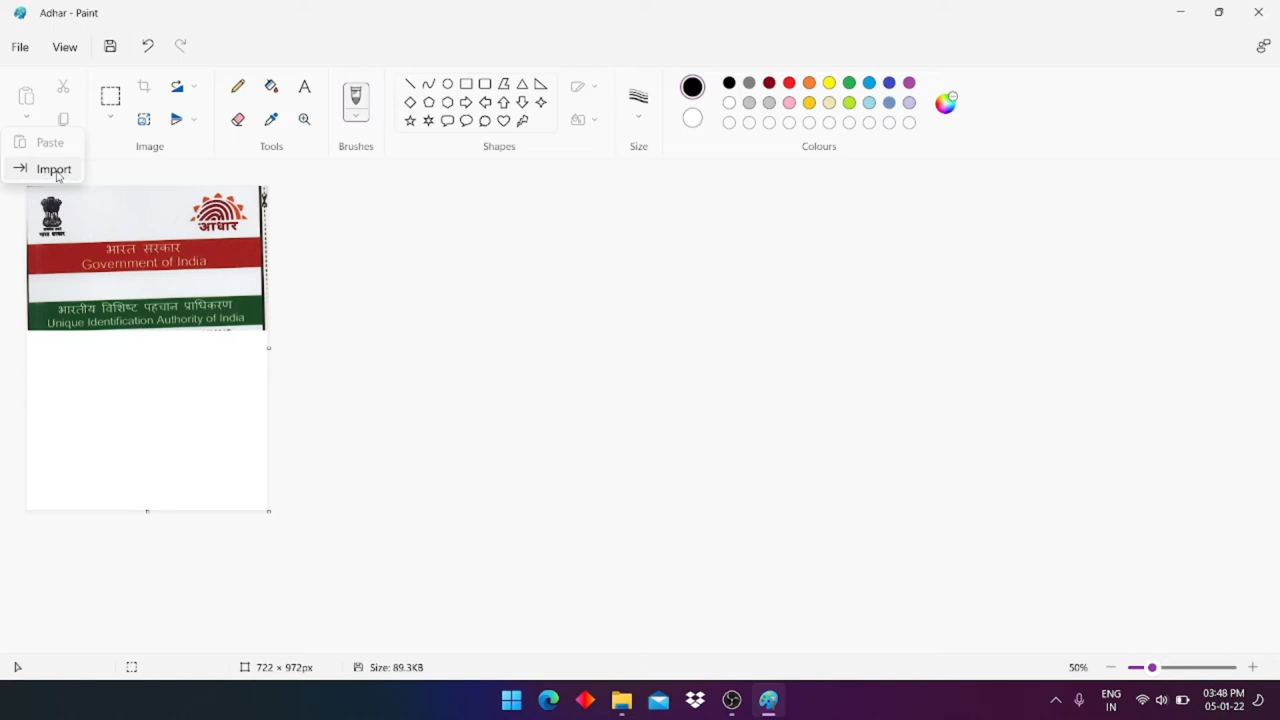 Adhar - Paint
File View
Paste
Import
Image
Tools
Brushes
Shapes
Size
Colours
भारत सरकार
आधार
भारत सरकार
Government of India
भारतीय विशिष्ट पहचान प्राधिकरण
Unique Identification Authority of India
722 × 972px
Size: 89.3KB
50%
ENG
IN
03:48 PM
05-01-22